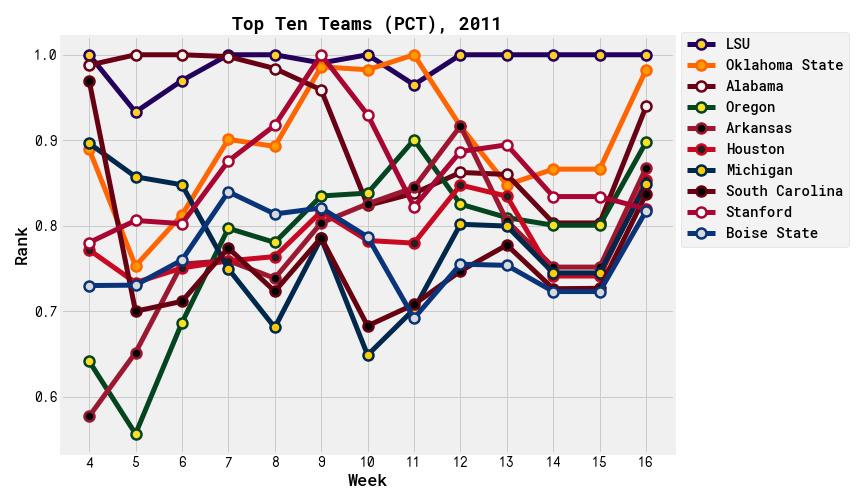 Top Ten Teams (PCT), 2011
1.0
0.9
0.8
0.7
0.6
Rank
4 5 6 7 8 9 10 11 12 13 14 15 16
Week
LSU
Oklahoma State
Alabama
Oregon
Arkansas
Houston
Michigan
South Carolina
Stanford
Boise State